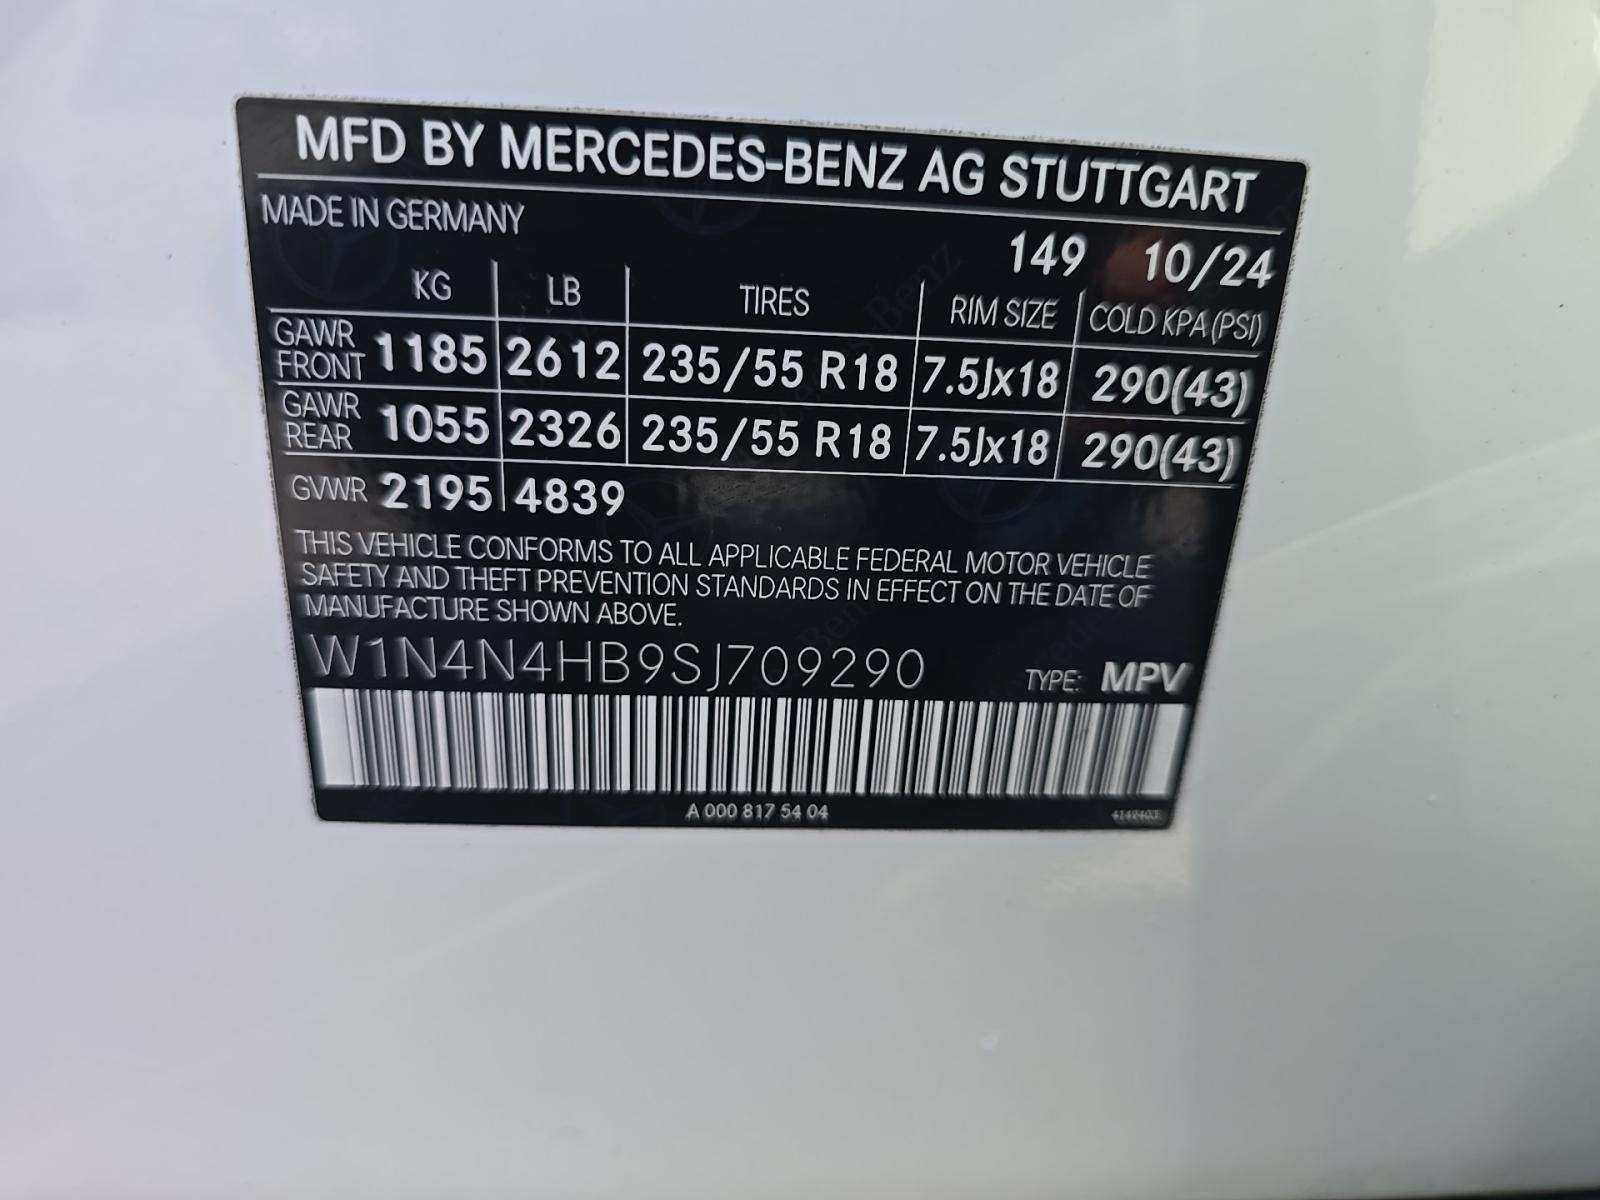 MFD BY MERCEDES-BENZ AG STUTTGART
MADE IN GERMANY
149 10/24
KG LB TIRES RIM SIZE COLD KPA (PSI)
GAWR FRONT 1185 2612 235/55 R18 7.5Jx18 290(43)
GAWR REAR 1055 2326 235/55 R18 7.5Jx18 290(43)
GVWR 2195 4839
THIS VEHICLE CONFORMS TO ALL APPLICABLE FEDERAL MOTOR VEHICLE
SAFETY AND THEFT PREVENTION STANDARDS IN EFFECT ON THE DATE OF
MANUFACTURE SHOWN ABOVE.
W1N4N4HB9SJ709290 TYPE: MPV
A 000 817 54 04